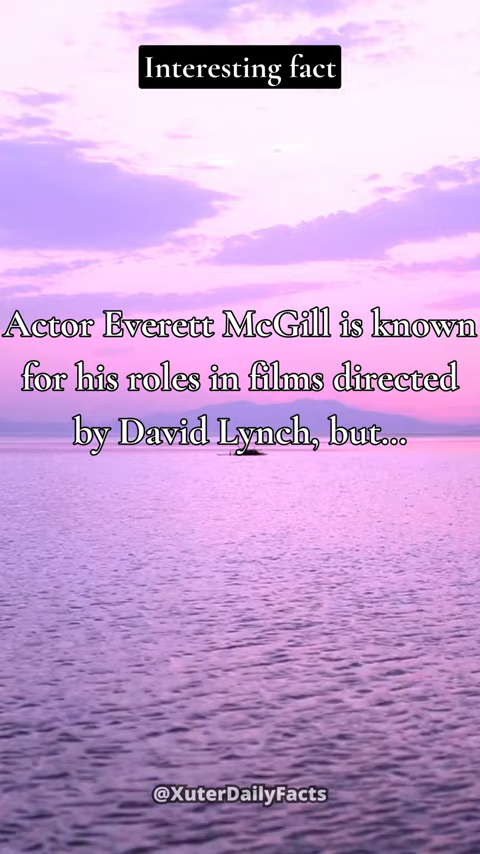 Interesting fact
Actor Everett McGill is known
for his roles in films directed
by David Lynch, but...
@XuterDailyFacts